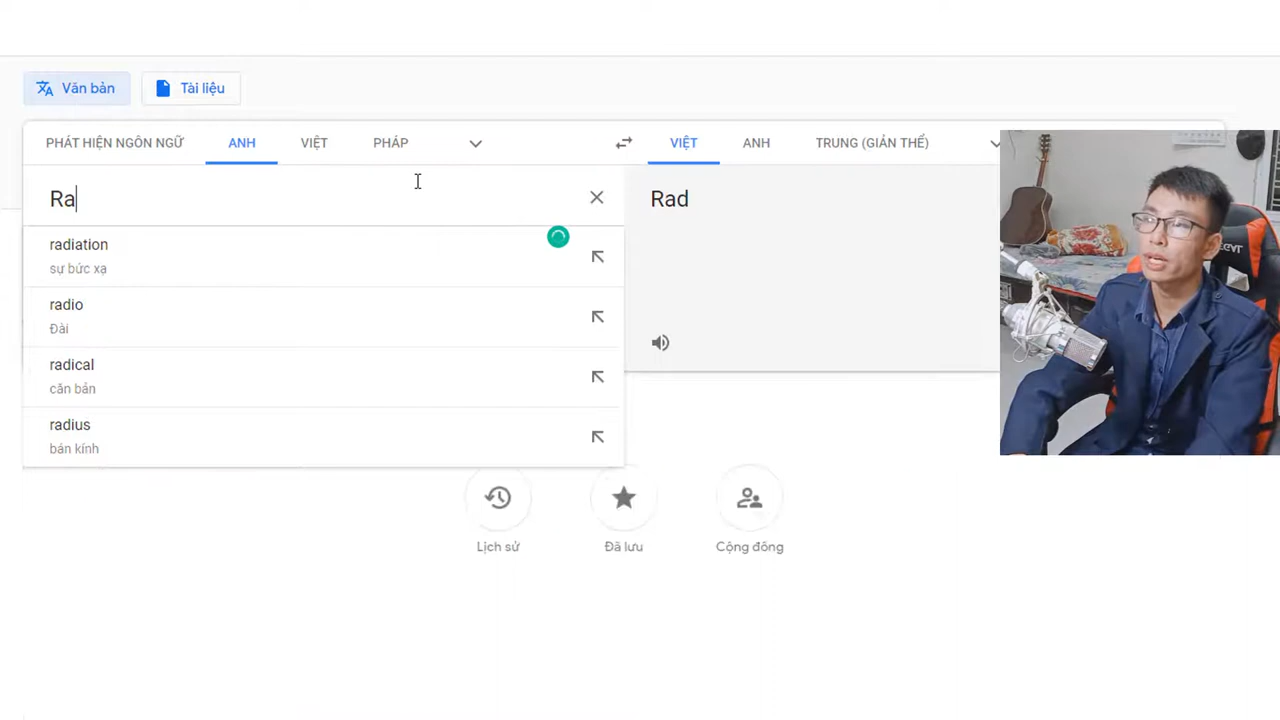 Văn bản
Tài liệu
PHÁT HIỆN NGÔN NGỮ ANH VIỆT PHÁP
VIỆT ANH TRUNG (GIẢN THỂ)
Ra
Rad
radiation
sự bức xạ
radio
Đài
radical
căn bản
radius
bán kính
Lịch sử
Đã lưu
Cộng đồng